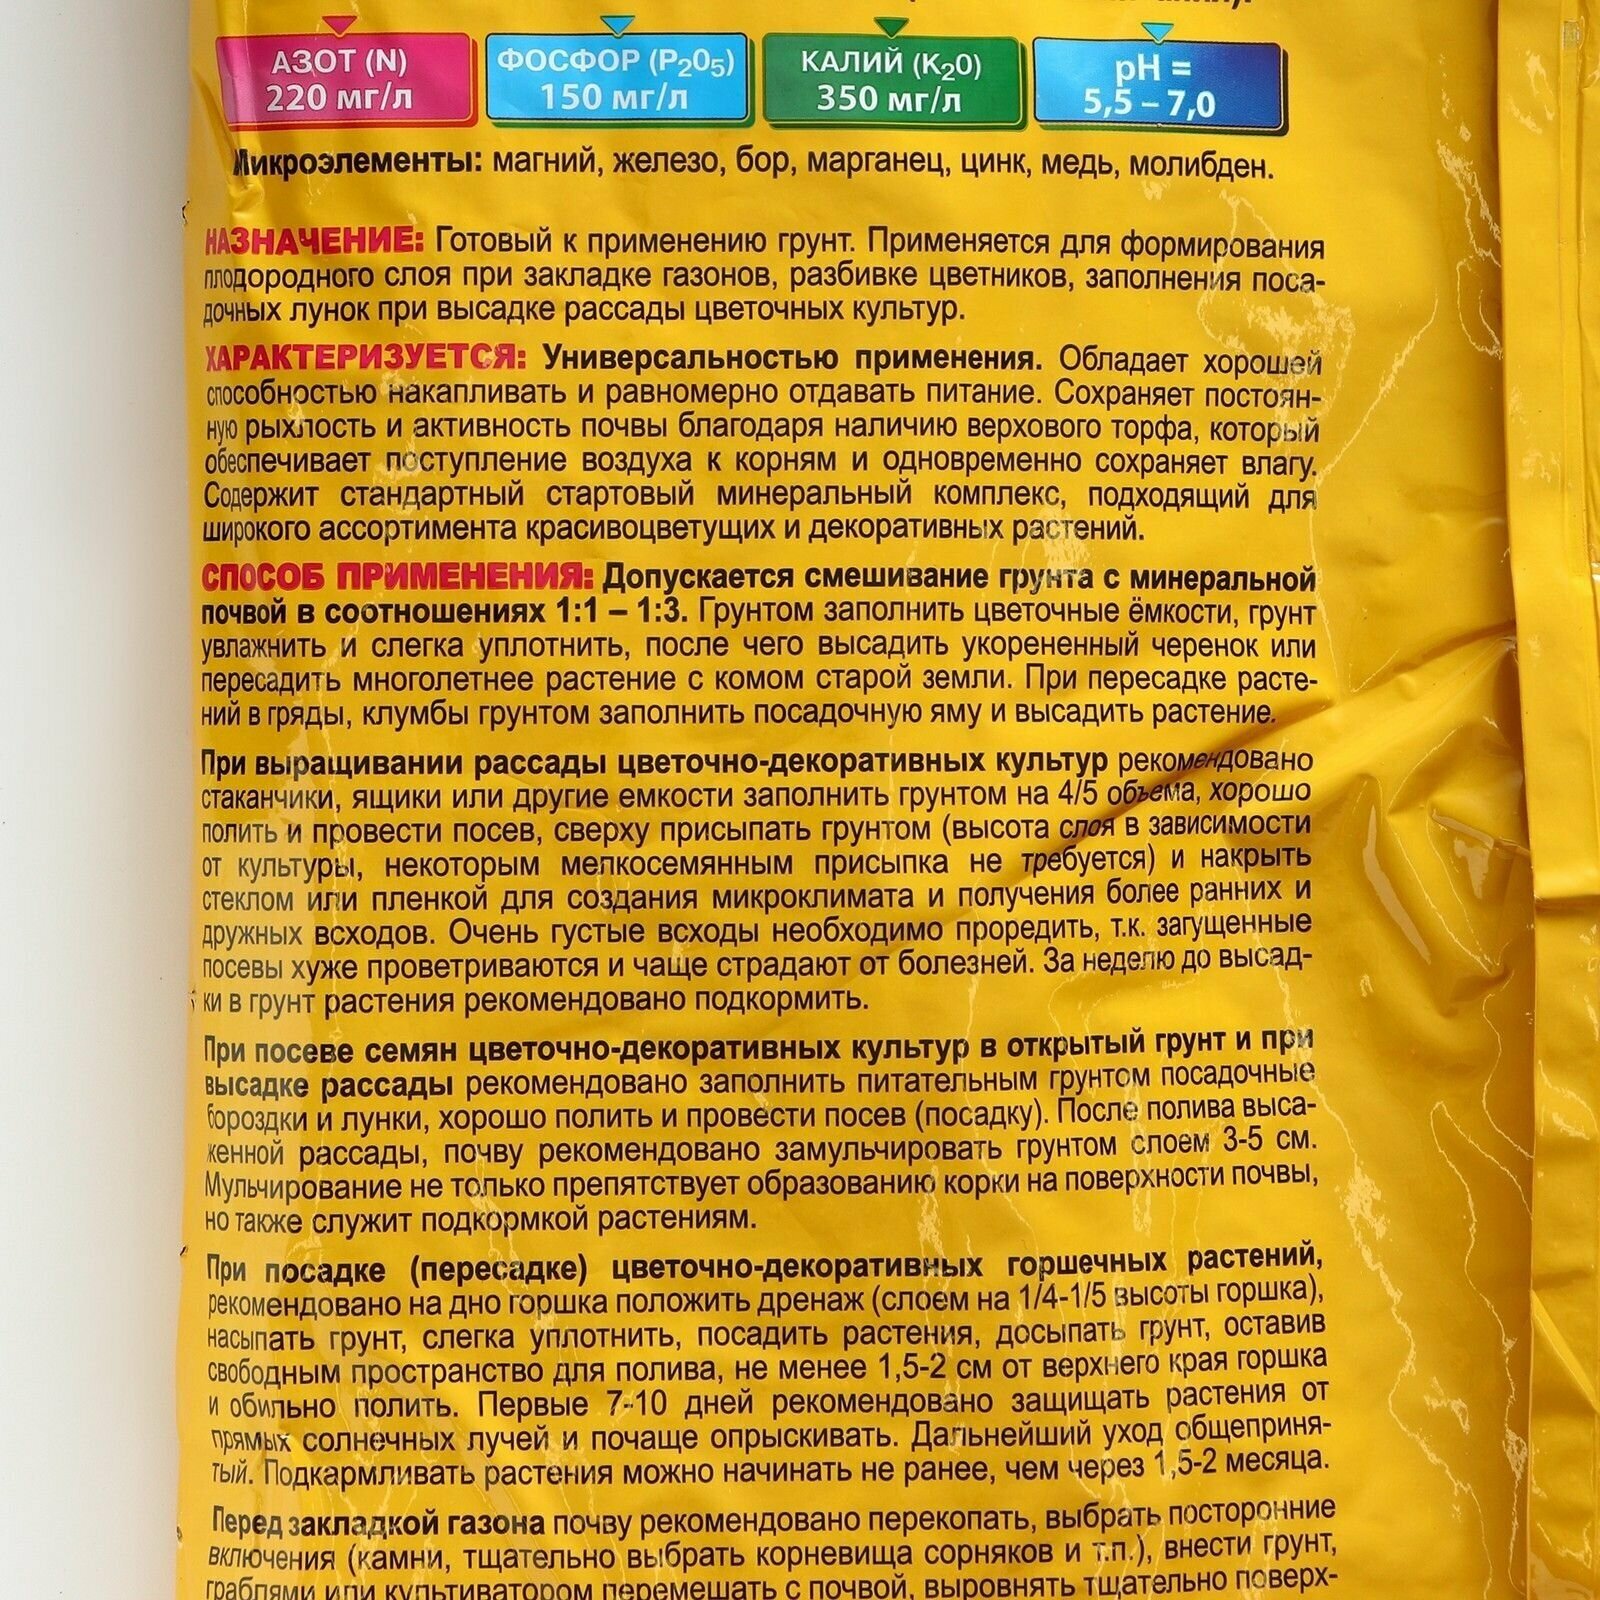 АЗОТ (N)
220 мг/л
ФОСФОР (P2O5)
150 мг/л
КАЛИЙ (K2O)
350 мг/л
pH =
5,5 – 7,0
Микроэлементы: магний, железо, бор, марганец, цинк, медь, молибден.
НАЗНАЧЕНИЕ: Готовый к применению грунт. Применяется для формирования
плодородного слоя при закладке газонов, разбивке цветников, заполнения поса-
дочных лунок при высадке рассады цветочных культур.
ХАРАКТЕРИЗУЕТСЯ: Универсальностью применения. Обладает хорошей
способностью накапливать и равномерно отдавать питание. Сохраняет постоян-
ную рыхлость и активность почвы благодаря наличию верхового торфа, который
обеспечивает поступление воздуха к корням и одновременно сохраняет влагу.
Содержит стандартный стартовый минеральный комплекс, подходящий для
широкого ассортимента красивоцветущих и декоративных растений.
СПОСОБ ПРИМЕНЕНИЯ: Допускается смешивание грунта с минеральной
почвой в соотношениях 1:1 – 1:3. Грунтом заполнить цветочные ёмкости, грунт
увлажнить и слегка уплотнить, после чего высадить укорененный черенок или
пересадить многолетнее растение с комом старой земли. При пересадке расте-
ний в гряды, клумбы грунтом заполнить посадочную яму и высадить растение.
При выращивании рассады цветочно-декоративных культур рекомендовано
стаканчики, ящики или другие емкости заполнить грунтом на 4/5 объема, хорошо
полить и провести посев, сверху присыпать грунтом (высота слоя в зависимости
от культуры, некоторым мелкосемянным присыпка не требуется) и накрыть
стеклом или пленкой для создания микроклимата и получения более ранних и
дружных всходов. Очень густые всходы необходимо проредить, т.к. загущенные
посевы хуже проветриваются и чаще страдают от болезней. За неделю до высад-
ки в грунт растения рекомендовано подкормить.
При посеве семян цветочно-декоративных культур в открытый грунт и при
высадке рассады рекомендовано заполнить питательным грунтом посадочные
бороздки и лунки, хорошо полить и провести посев (посадку). После полива выса-
женной рассады, почву рекомендовано замульчировать грунтом слоем 3-5 см.
Мульчирование не только препятствует образованию корки на поверхности почвы,
но также служит подкормкой растениям.
При посадке (пересадке) цветочно-декоративных горшечных растений,
рекомендовано на дно горшка положить дренаж (слоем на 1/4-1/5 высоты горшка),
насыпать грунт, слегка уплотнить, посадить растения, досыпать грунт, оставив
свободным пространство для полива, не менее 1,5-2 см от верхнего края горшка
и обильно полить. Первые 7-10 дней рекомендовано защищать растения от
прямых солнечных лучей и почаще опрыскивать. Дальнейший уход общеприня-
тый. Подкармливать растения можно начинать не ранее, чем через 1,5-2 месяца.
Перед закладкой газона почву рекомендовано перекопать, выбрать посторонние
включения (камни, тщательно выбрать корневища сорняков и т.п.), внести грунт,
граблями или культиватором перемешать с почвой, выровнять тщательно поверх-